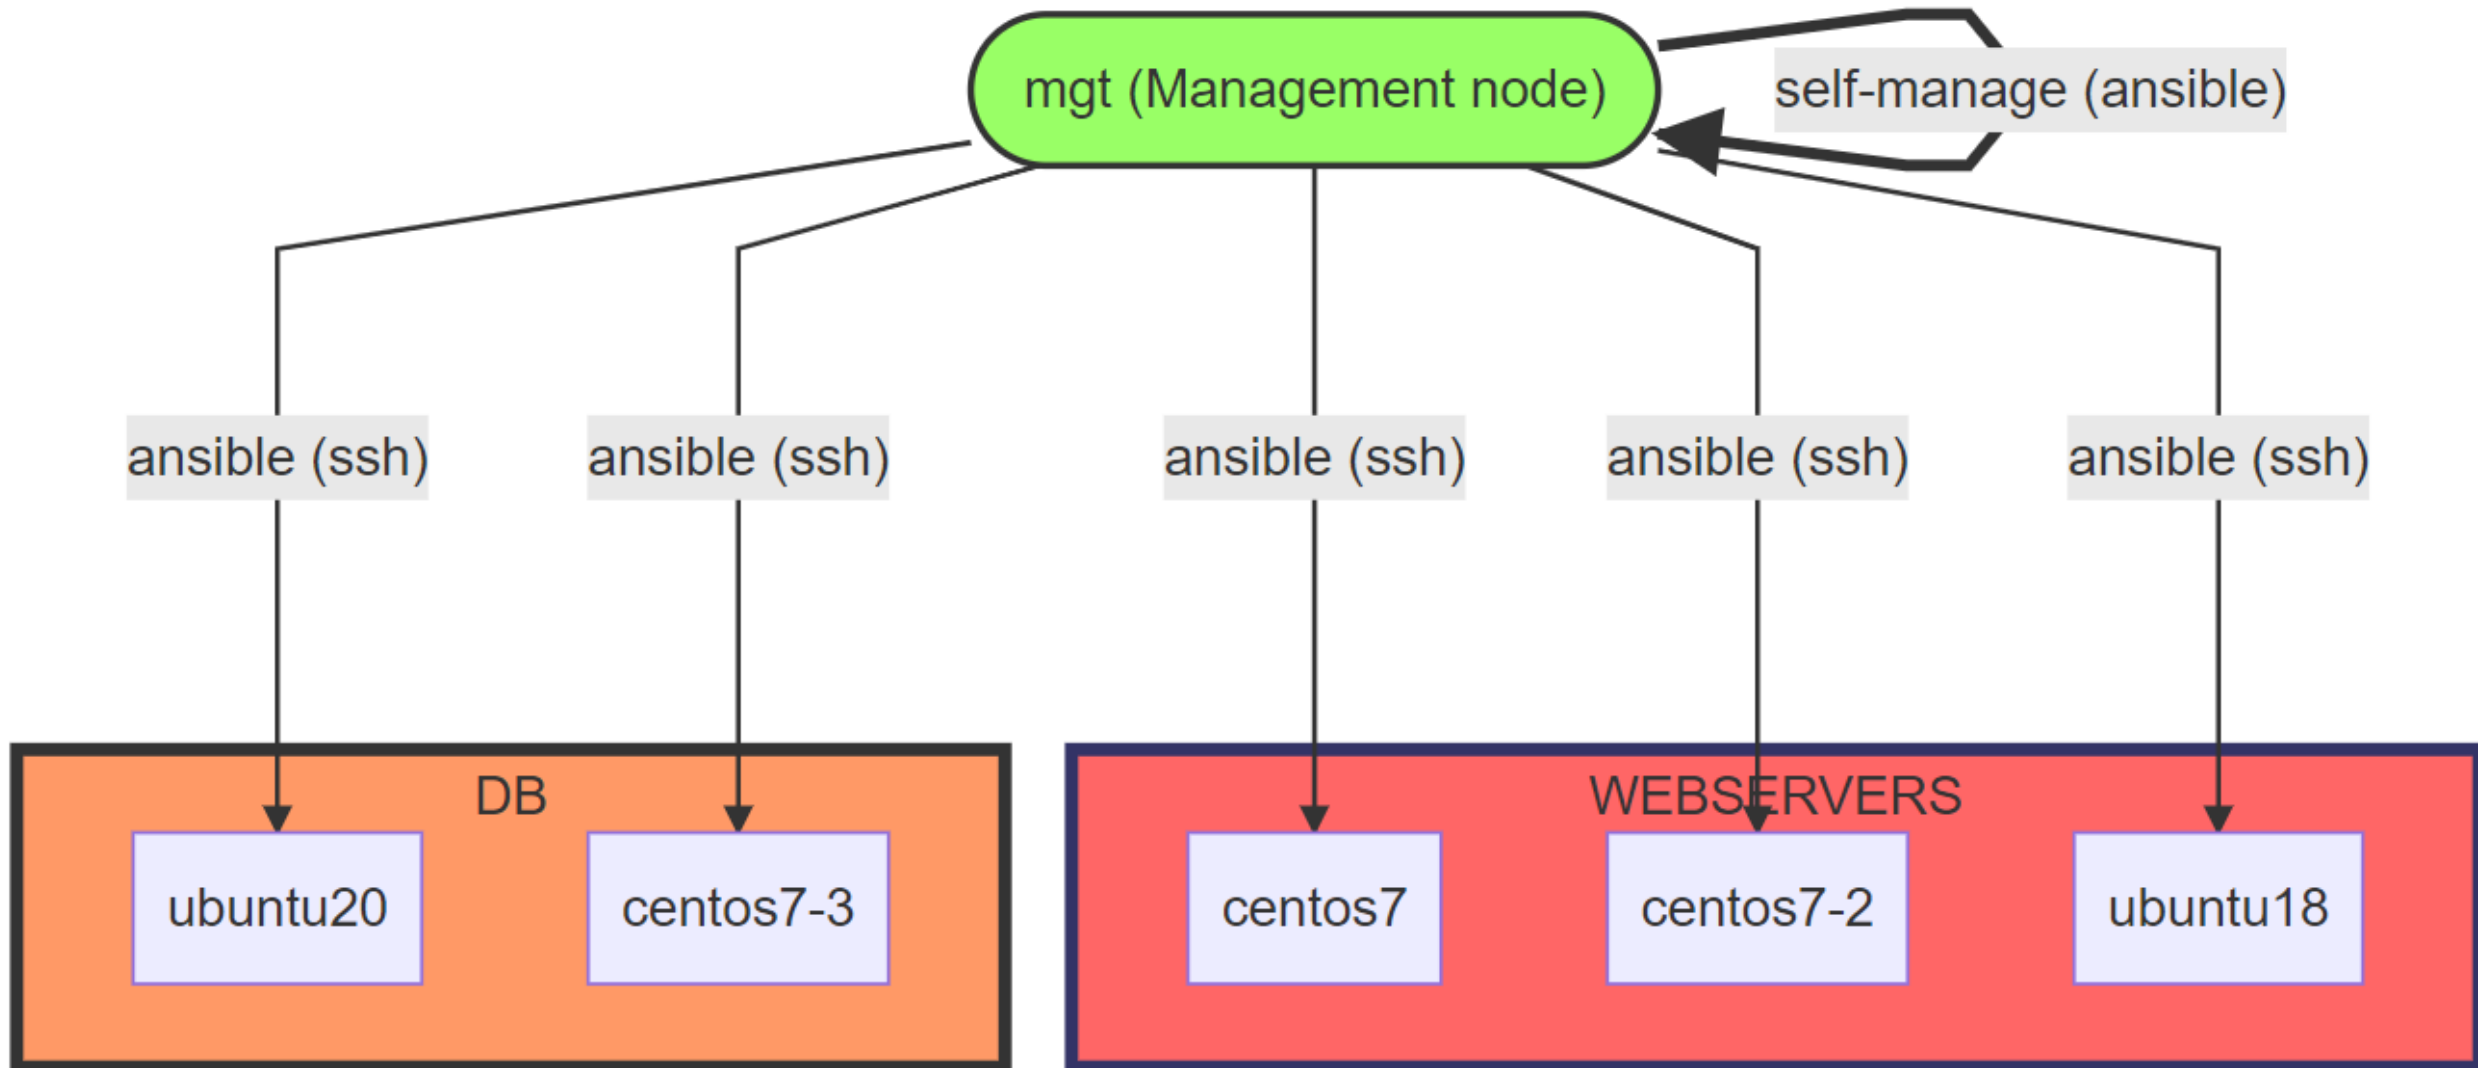 mgt (Management node)
self-manage (ansible)
ansible (ssh)
ansible (ssh)
ansible (ssh)
ansible (ssh)
ansible (ssh)
DB
WEBSERVERS
ubuntu20
centos7-3
centos7
centos7-2
ubuntu18